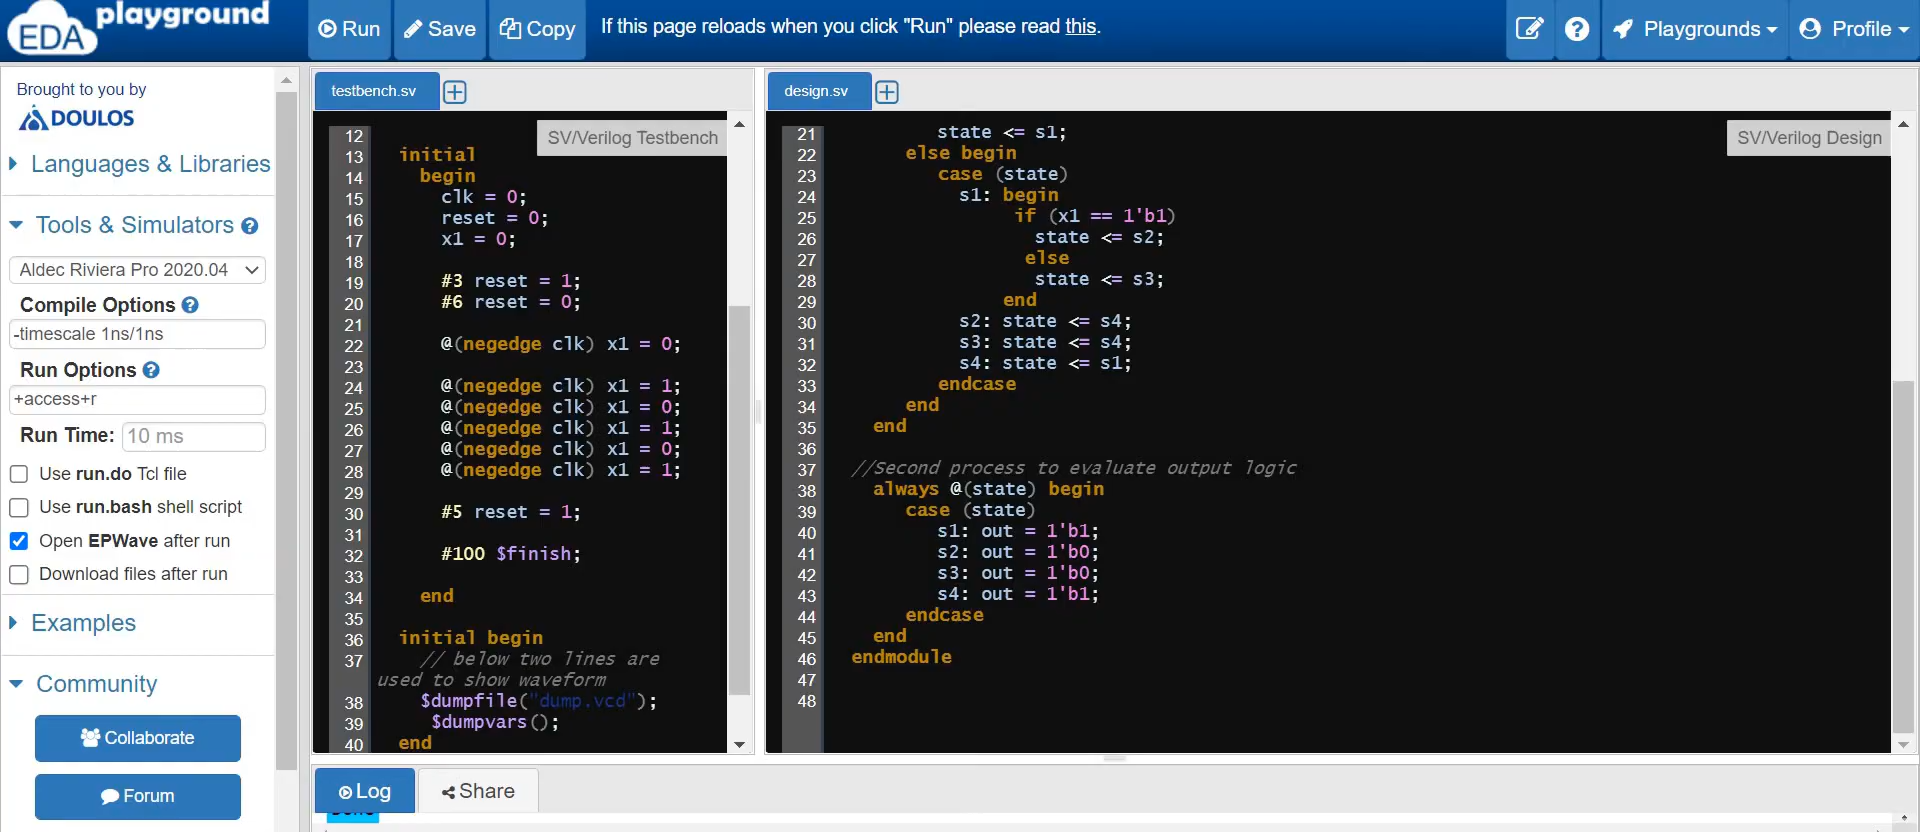 EDA playground
Run Save Copy If this page reloads when you click "Run" please read this. Playgrounds Profile
Brought to you by
DOULOS
Languages & Libraries
Tools & Simulators
Aldec Riviera Pro 2020.04
Compile Options
-timescale 1ns/1ns
Run Options
+access+r
Run Time: 10 ms
Use run.do Tcl file
Use run.bash shell script
Open EPWave after run
Download files after run
Examples
Community
Collaborate
Forum
testbench.sv
SV/Verilog Testbench
12
13 initial
14 begin
15 clk = 0;
16 reset = 0;
17 x1 = 0;
18
19 #3 reset = 1;
20 #6 reset = 0;
21
22 @(negedge clk) x1 = 0;
23
24 @(negedge clk) x1 = 1;
25 @(negedge clk) x1 = 0;
26 @(negedge clk) x1 = 1;
27 @(negedge clk) x1 = 0;
28 @(negedge clk) x1 = 1;
29
30 #5 reset = 1;
31
32 #100 $finish;
33
34 end
35
36 initial begin
37 // below two lines are
used to show waveform
38 $dumpfile("dump.vcd");
39 $dumpvars();
40 end
design.sv
SV/Verilog Design
21 state <= s1;
22 else begin
23 case (state)
24 s1: begin
25 if (x1 == 1'b1)
26 state <= s2;
27 else
28 state <= s3;
29 end
30 s2: state <= s4;
31 s3: state <= s4;
32 s4: state <= s1;
33 endcase
34 end
35 end
36
37 //Second process to evaluate output logic
38 always @(state) begin
39 case (state)
40 s1: out = 1'b1;
41 s2: out = 1'b0;
42 s3: out = 1'b0;
43 s4: out = 1'b1;
44 endcase
45 end
46 endmodule
47
48
Log Share